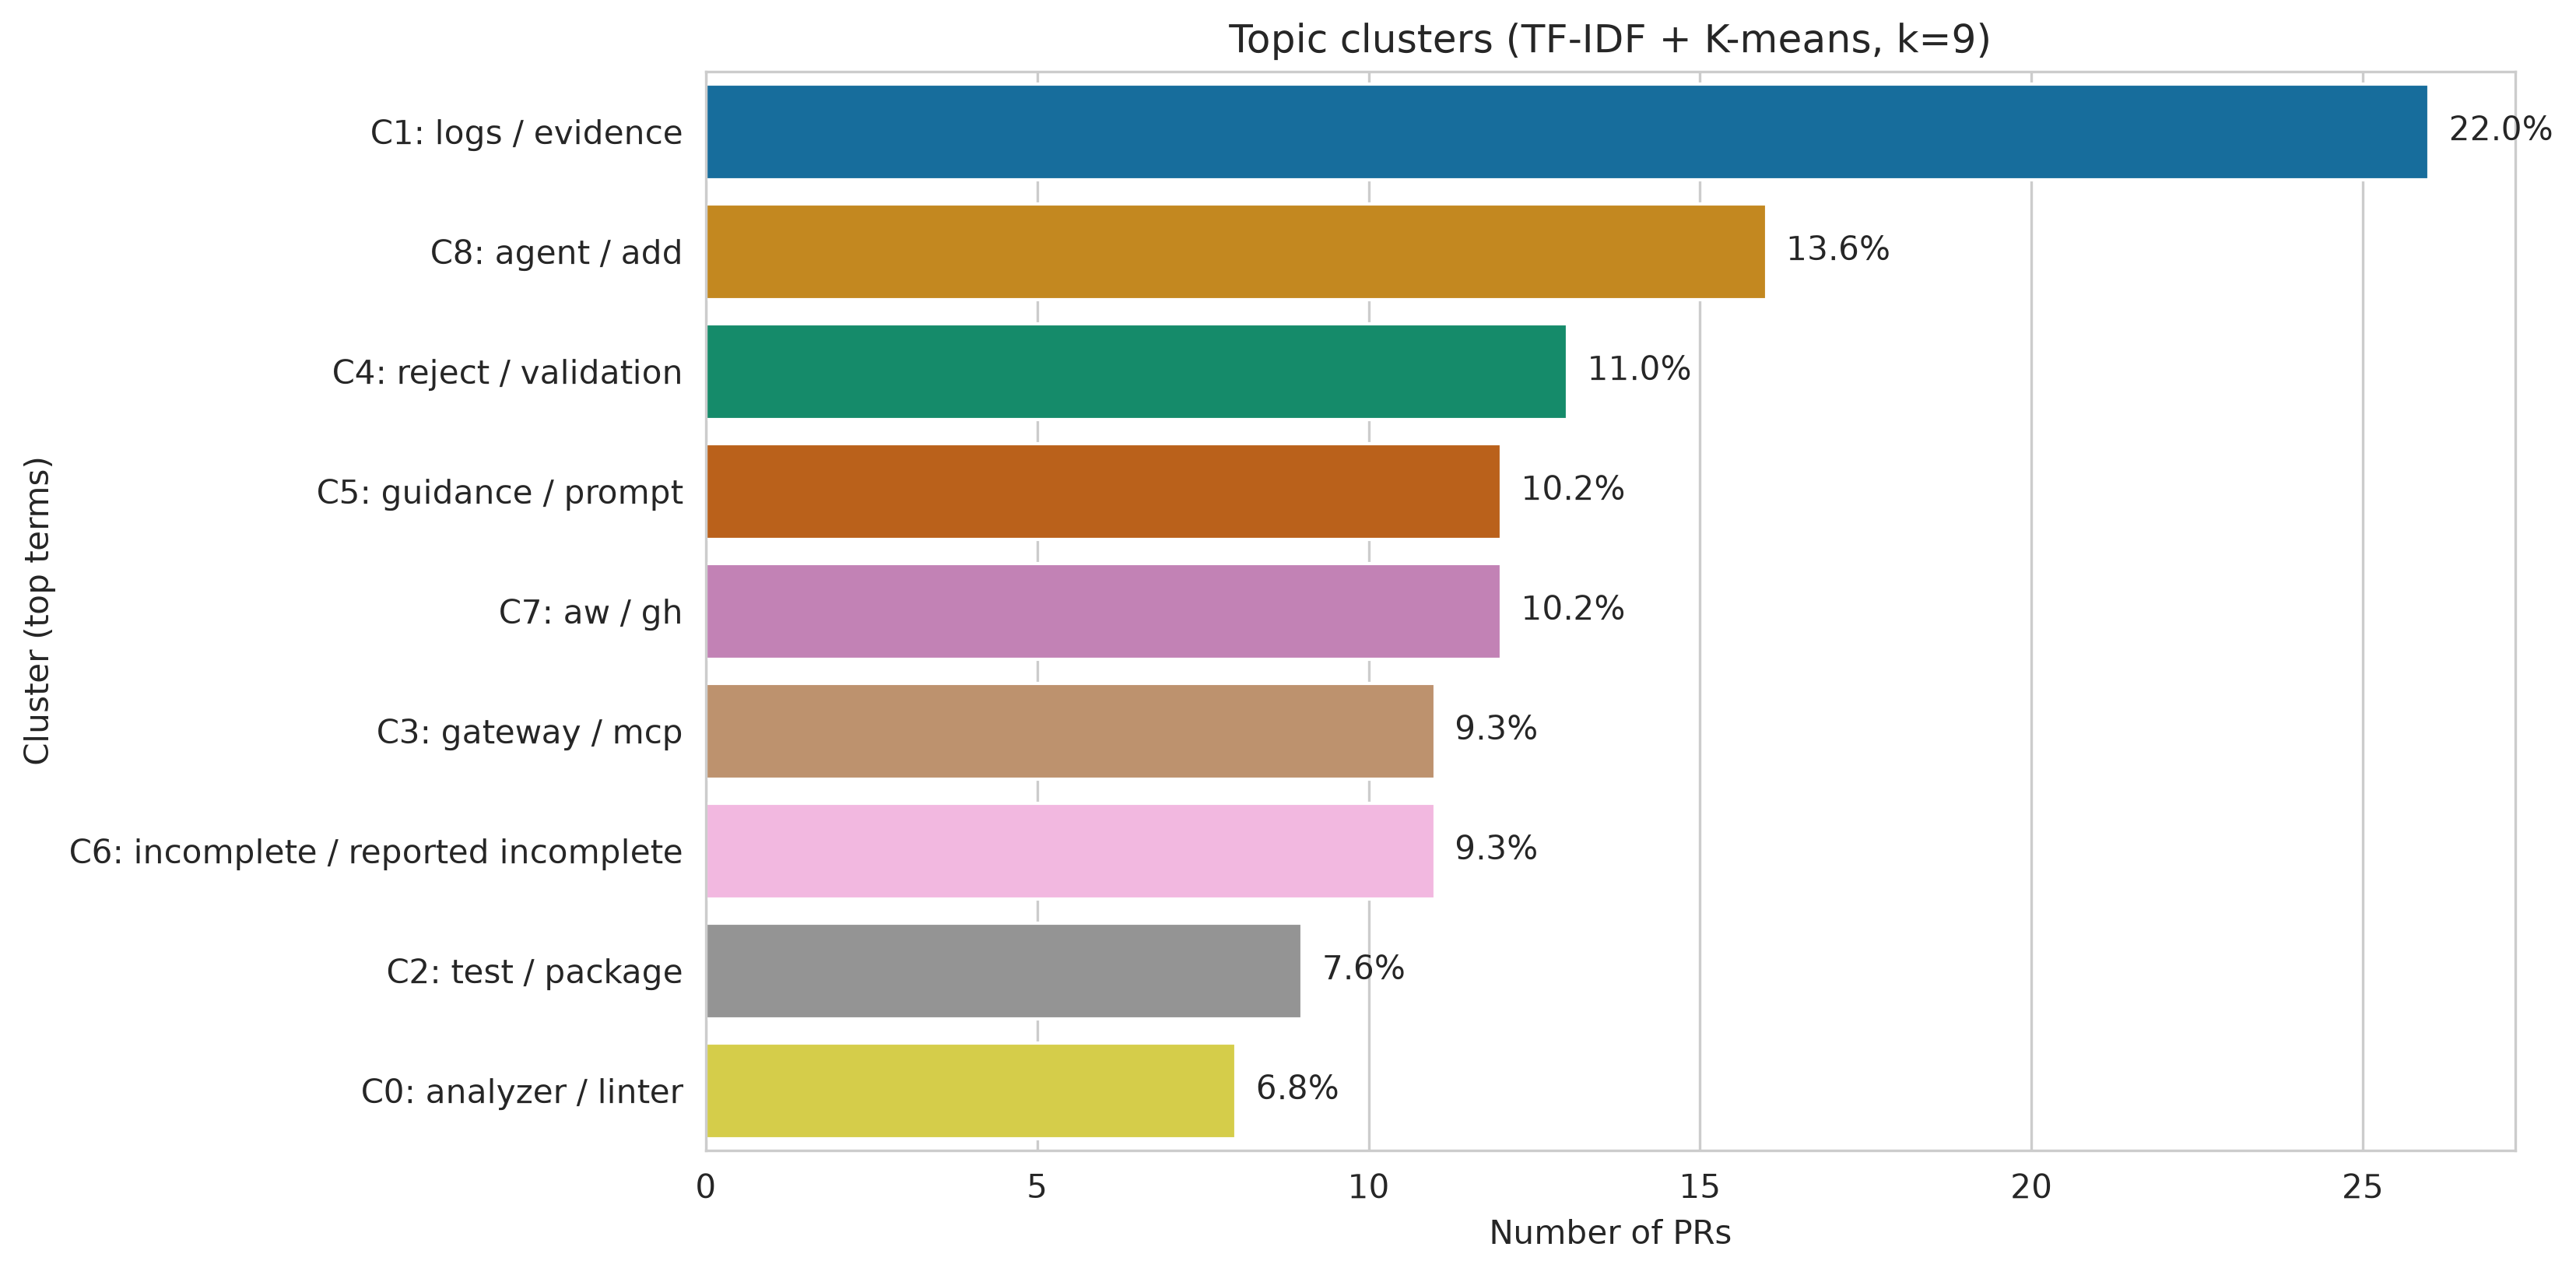 Topic clusters (TF-IDF + K-means, k=9)
Cluster (top terms)
C1: logs / evidence 22.0%
C8: agent / add 13.6%
C4: reject / validation 11.0%
C5: guidance / prompt 10.2%
C7: aw / gh 10.2%
C3: gateway / mcp 9.3%
C6: incomplete / reported incomplete 9.3%
C2: test / package 7.6%
C0: analyzer / linter 6.8%
0 5 10 15 20 25
Number of PRs